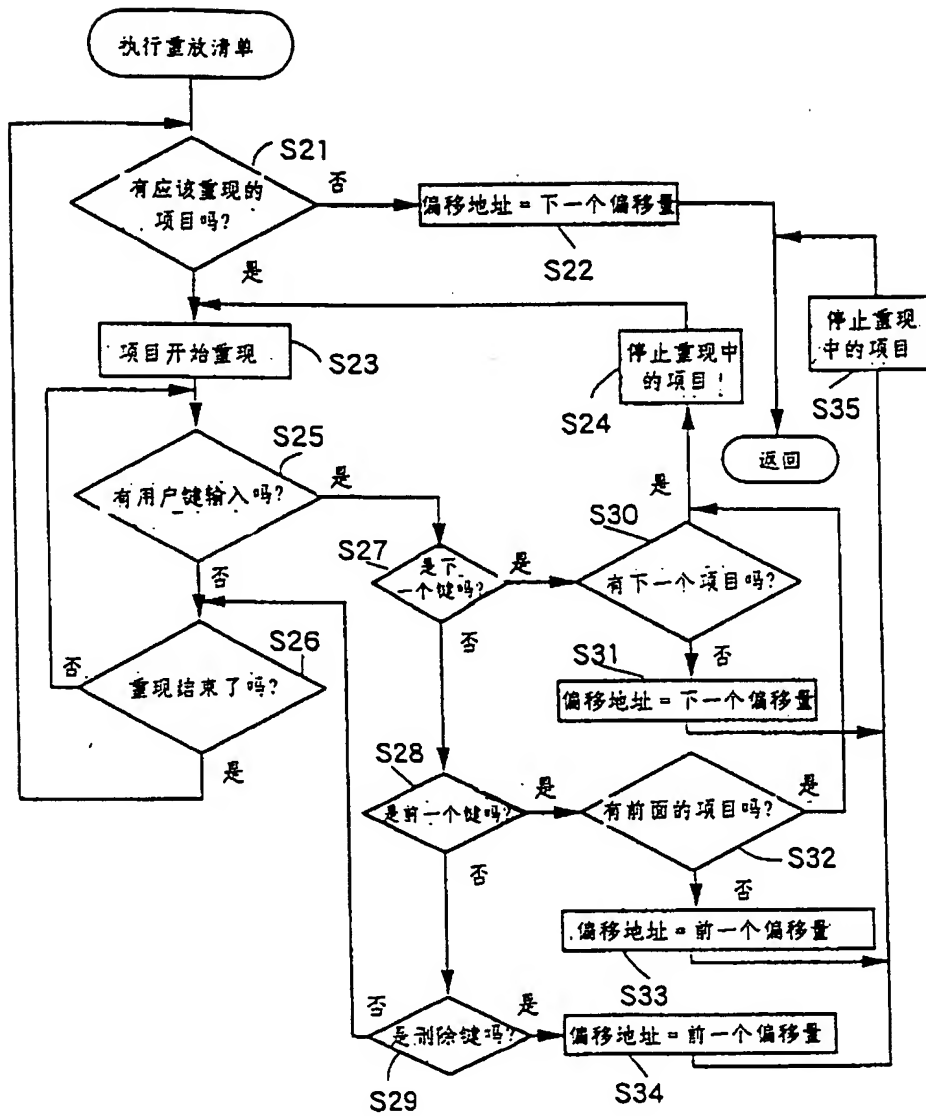 执行重放清单
S21
有应该重现的
项目吗?
否
偏移地址=下一个偏移量
S22
是
项目开始重现
S23
停止重现中
的项目!
S24
停止重现
中的项目
S35
返回
S25
有用户键输入吗?
是
否
S26
重现结束了吗?
否
是
S27
是下
一个键吗?
是
否
S30
有下一个项目吗?
是
否
S31
偏移地址=下一个偏移量
S28
是前一个键吗?
是
否
有前面的项目吗?
是
S32
否
偏移地址=前一个偏移量
S33
否
是删除键吗?
是
S29
偏移地址=前一个偏移量
S34